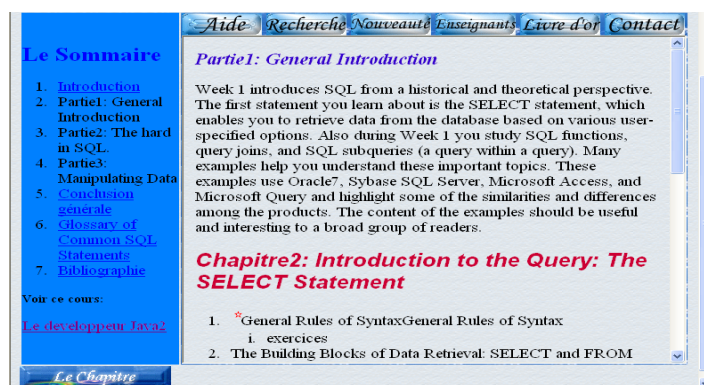 Aide Recherche Nouveauté Enseignants Livre d'or Contact
Le Sommaire
1. Introduction
2. Partie1: General
Introduction
3. Partie2: The hard
in SQL.
4. Partie3:
Manipulating Data
5. Conclusion
générale
6. Glossary of
Common SQL
Statements
7. Bibliographie
Voir ce cours:
Le developpeur Java2
Le Chapitre
Partie1: General Introduction
Week 1 introduces SQL from a historical and theoretical perspective.
The first statement you learn about is the SELECT statement, which
enables you to retrieve data from the database based on various user-
specified options. Also during Week 1 you study SQL functions,
query joins, and SQL subqueries (a query within a query). Many
examples help you understand these important topics. These
examples use Oracle7, Sybase SQL Server, Microsoft Access, and
Microsoft Query and highlight some of the similarities and differences
among the products. The content of the examples should be useful
and interesting to a broad group of readers.
Chapitre2: Introduction to the Query: The
SELECT Statement
1. *General Rules of SyntaxGeneral Rules of Syntax
i. exercices
2. The Building Blocks of Data Retrieval: SELECT and FROM